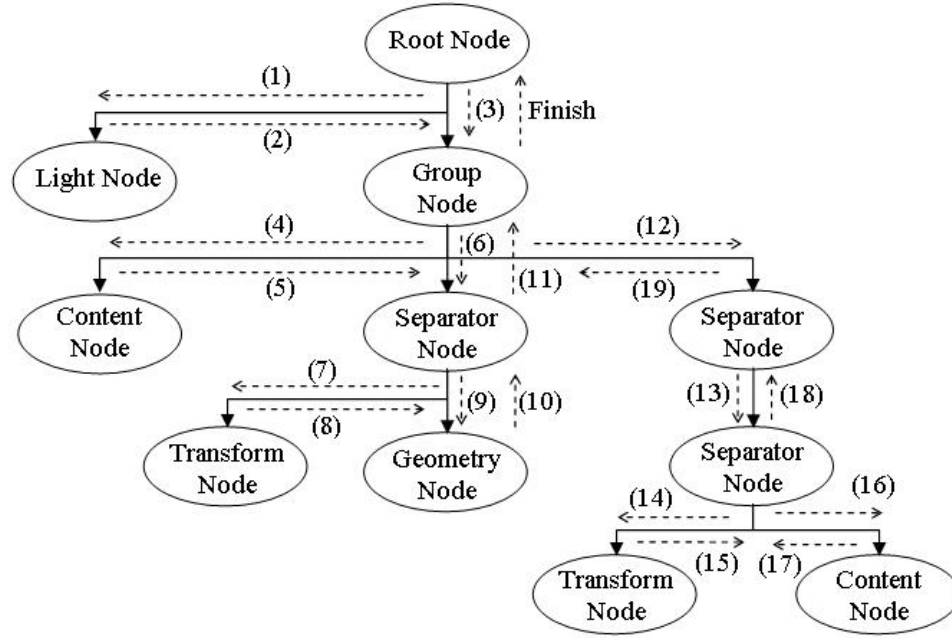 Root Node
(1)
(3)
Finish
(2)
Light Node
Group
Node
(4)
(6)
(12)
(5)
(11)
(19)
Content
Node
Separator
Node
Separator
Node
(7)
(9)
(10)
(13)
(18)
(8)
Transform
Node
Geometry
Node
Separator
Node
(14)
(16)
(15)
(17)
Transform
Node
Content
Node